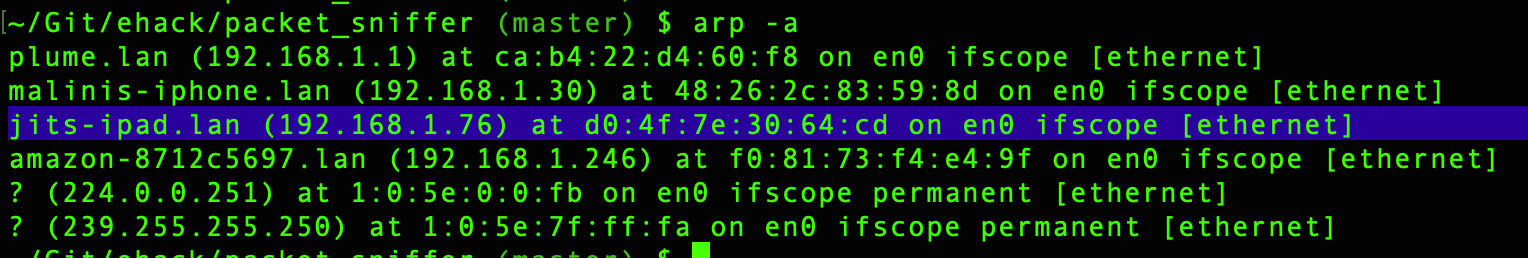 [~/Git/ehack/packet_sniffer (master) $ arp -a
plume.lan (192.168.1.1) at ca:b4:22:d4:60:f8 on en0 ifscope [ethernet]
malinis-iphone.lan (192.168.1.30) at 48:26:2c:83:59:8d on en0 ifscope [ethernet]
jits-ipad.lan (192.168.1.76) at d0:4f:7e:30:64:cd on en0 ifscope [ethernet]
amazon-8712c5697.lan (192.168.1.246) at f0:81:73:f4:e4:9f on en0 ifscope [ethernet]
? (224.0.0.251) at 1:0:5e:0:0:fb on en0 ifscope permanent [ethernet]
? (239.255.255.250) at 1:0:5e:7f:ff:fa on en0 ifscope permanent [ethernet]
~/Git/ehack/packet_sniffer (master) $